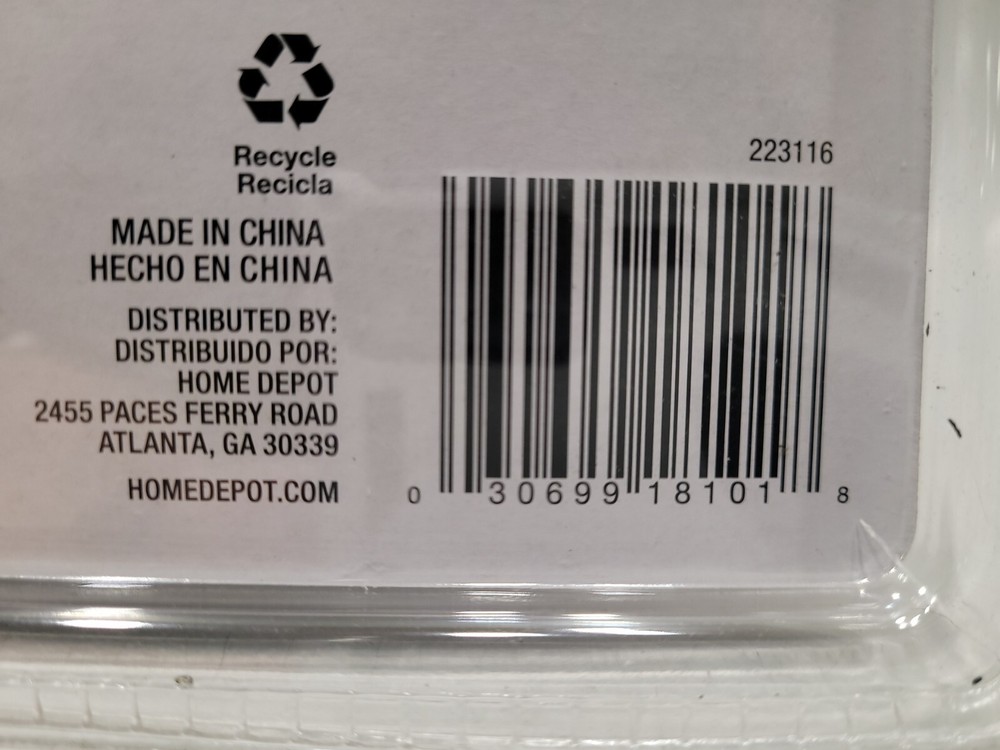 Recycle
Recicla
MADE IN CHINA
HECHO EN CHINA
DISTRIBUTED BY:
DISTRIBUIDO POR:
HOME DEPOT
2455 PACES FERRY ROAD
ATLANTA, GA 30339
HOMEDEPOT.COM
223116
0 30699 18101 8